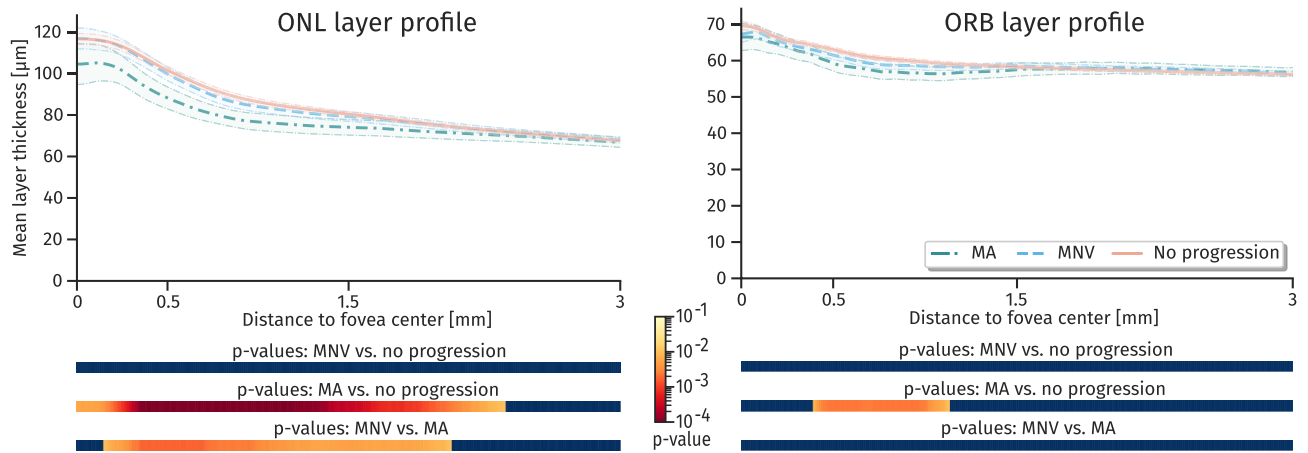 ONL layer profile
Mean layer thickness [µm]
120
100
80
60
40
20
0
0 0.5 1.5 3
Distance to fovea center [mm]
p-values: MNV vs. no progression
p-values: MA vs. no progression
p-values: MNV vs. MA
10⁻¹
10⁻²
10⁻³
10⁻⁴
p-value
ORB layer profile
70
60
50
40
30
20
10
0
MA MNV No progression
0 0.5 1.5 3
Distance to fovea center [mm]
p-values: MNV vs. no progression
p-values: MA vs. no progression
p-values: MNV vs. MA